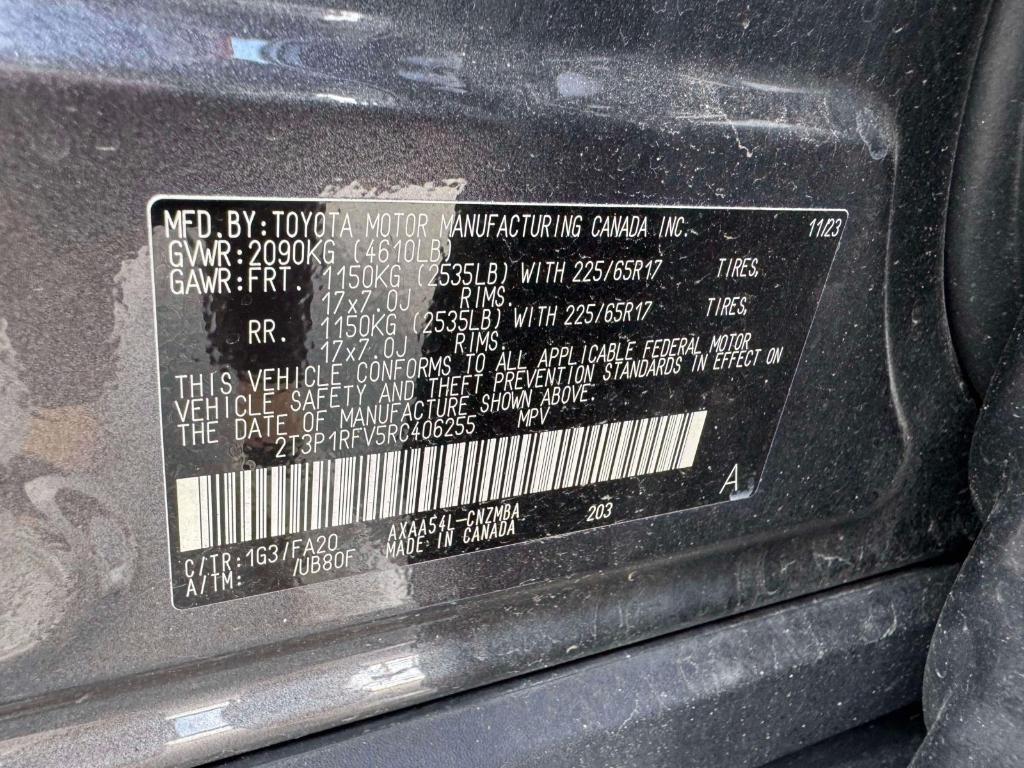 MFD.BY:TOYOTA MOTOR MANUFACTURING CANADA INC. 11/23
GVWR:2090KG (4610LB)
GAWR:FRT. 1150KG (2535LB) WITH 225/65R17 TIRES,
17x7.0J RIMS.
RR. 1150KG (2535LB) WITH 225/65R17 TIRES,
17x7.0J RIMS.
THIS VEHICLE CONFORMS TO ALL APPLICABLE FEDERAL MOTOR
VEHICLE SAFETY AND THEFT PREVENTION STANDARDS IN EFFECT ON
THE DATE OF MANUFACTURE SHOWN ABOVE.
2T3P1RFV5RC406255 MPV
A
C/TR:1G3/FA20 AXAA54L-CNZMBA 203
A/TM: /UB80F MADE IN CANADA